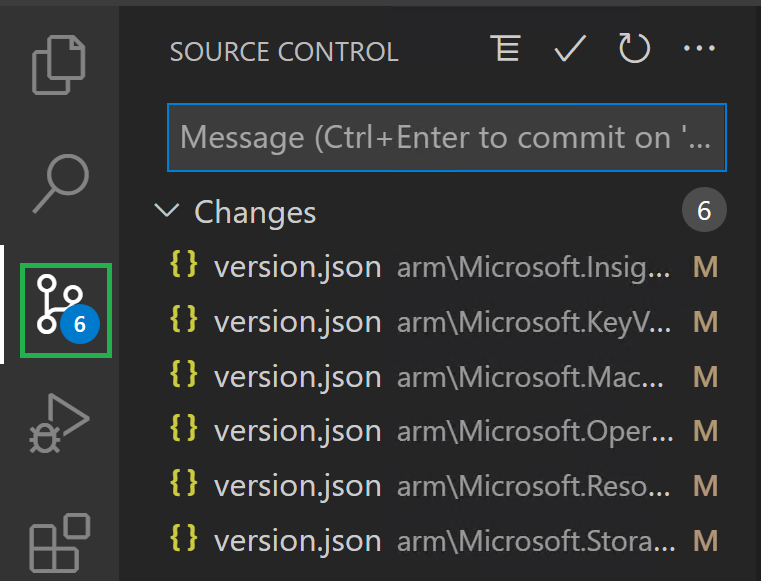 SOURCE CONTROL
Message (Ctrl+Enter to commit on '...
Changes 6
{} version.json arm\Microsoft.Insig... M
6
{} version.json arm\Microsoft.KeyV... M
{} version.json arm\Microsoft.Mac... M
{} version.json arm\Microsoft.Oper... M
{} version.json arm\Microsoft.Reso... M
{} version.json arm\Microsoft.Stora... M